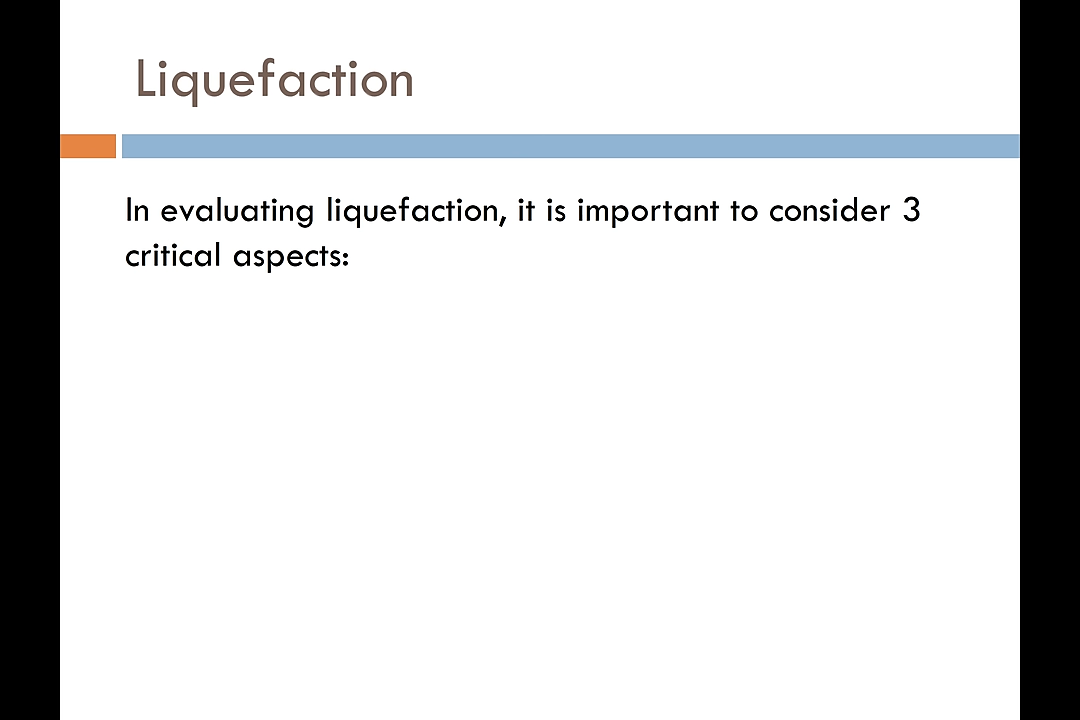 Liquefaction
In evaluating liquefaction, it is important to consider 3
critical aspects: